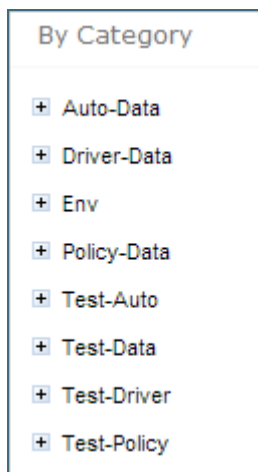 By Category
Auto-Data
Driver-Data
Env
Policy-Data
Test-Auto
Test-Data
Test-Driver
Test-Policy